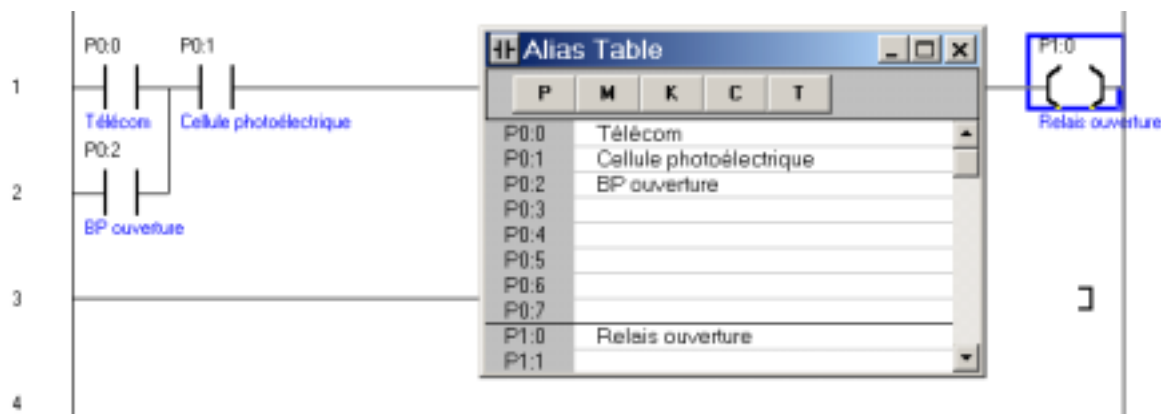 P0:0 P0:1
Alias Table
P1:0
1
P M K C T
Télécom Cellule photoélectrique
Relais ouverture
P0:2
2
BP ouverture
P0:0 Télécom
P0:1 Cellule photoélectrique
P0:2 BP ouverture
P0:3
P0:4
P0:5
P0:6
P0:7
P1:0 Relais ouverture
P1:1
3
4